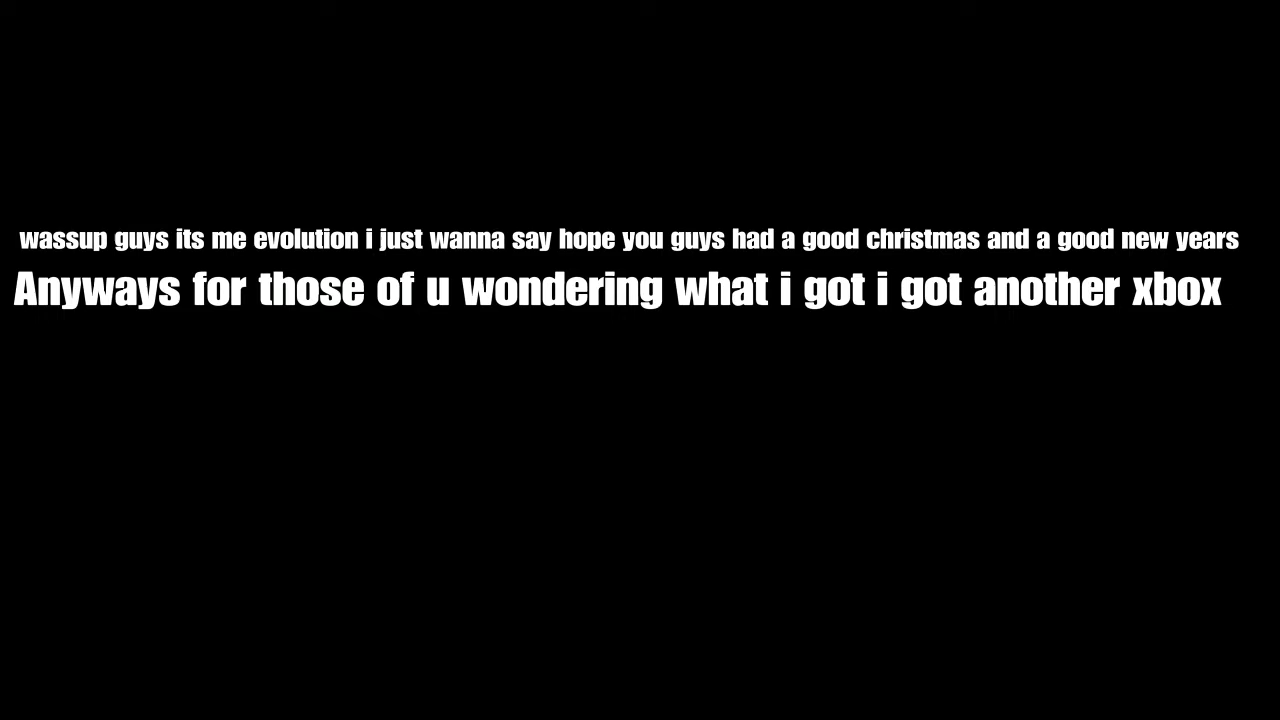 wassup guys its me evolution i just wanna say hope you guys had a good christmas and a good new years
Anyways for those of u wondering what i got i got another xbox